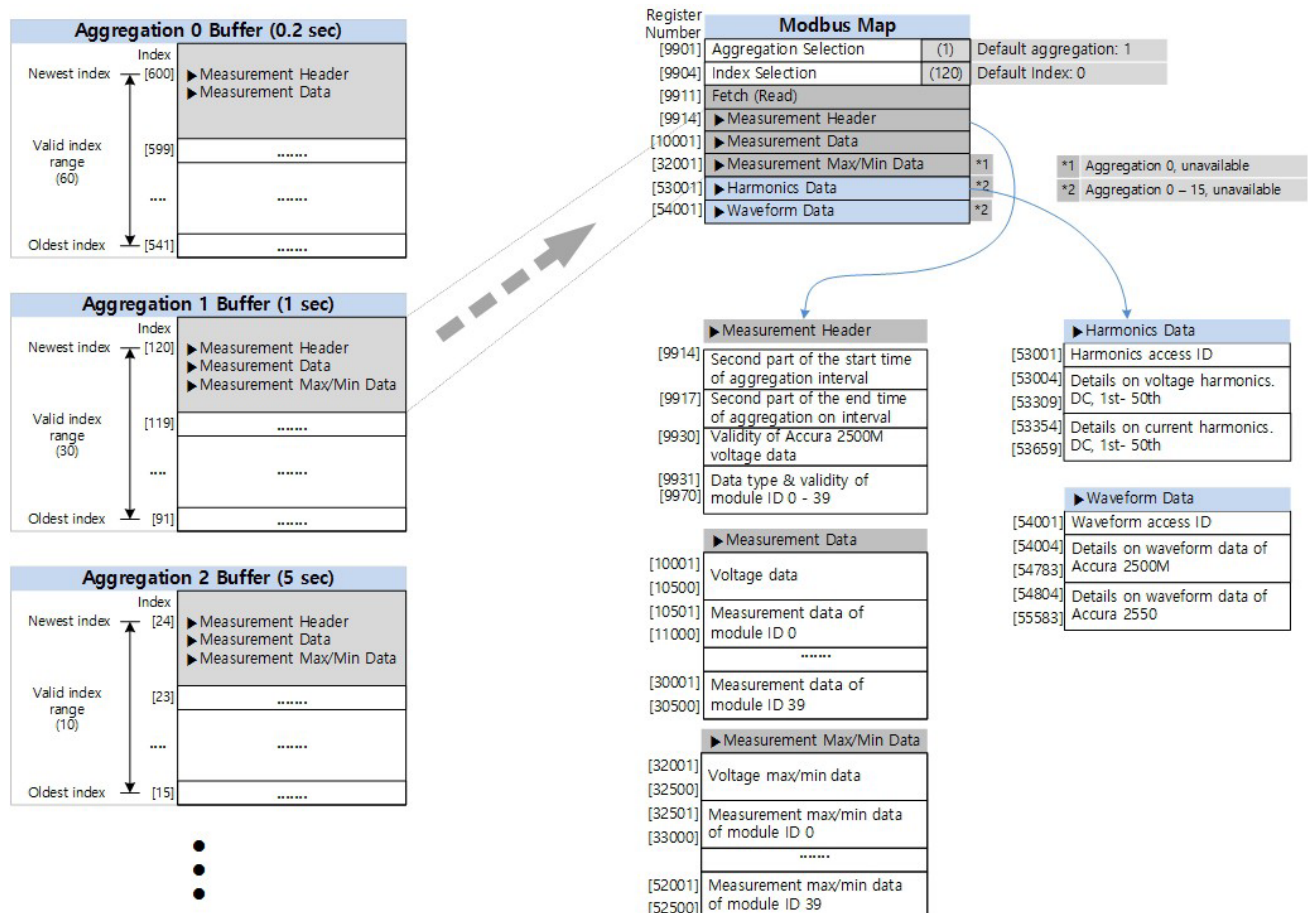 Aggregation 0 Buffer (0.2 sec)
Index
Newest index
[600]
▶Measurement Header
▶Measurement Data
Valid index
range
(60)
[599]
.......
....
.......
Oldest index
[541]
.......
Aggregation 1 Buffer (1 sec)
Index
Newest index
[120]
▶Measurement Header
▶Measurement Data
▶Measurement Max/Min Data
Valid index
range
(30)
[119]
.......
....
.......
Oldest index
[91]
.......
Aggregation 2 Buffer (5 sec)
Index
Newest index
[24]
▶Measurement Header
▶Measurement Data
▶Measurement Max/Min Data
Valid index
range
(10)
[23]
.......
....
.......
Oldest index
[15]
.......
Register
Number
Modbus Map
[9901] Aggregation Selection (1) Default aggregation: 1
[9904] Index Selection (120) Default Index: 0
[9911] Fetch (Read)
[9914] ▶Measurement Header
[10001] ▶Measurement Data
[32001] ▶Measurement Max/Min Data *1
[53001] ▶Harmonics Data *2
[54001] ▶Waveform Data *2
*1 Aggregation 0, unavailable
*2 Aggregation 0 – 15, unavailable
▶Measurement Header
[9914] Second part of the start time
of aggregation interval
[9917] Second part of the end time
of aggregation on interval
[9930] Validity of Accura 2500M
voltage data
[9931] Data type & validity of
[9970] module ID 0 - 39
▶Measurement Data
[10001]
Voltage data
[10500]
[10501] Measurement data of
[11000] module ID 0
.......
[30001] Measurement data of
[30500] module ID 39
▶Measurement Max/Min Data
[32001]
Voltage max/min data
[32500]
[32501] Measurement max/min data
[33000] of module ID 0
.......
[52001] Measurement max/min data
[52500] of module ID 39
▶Harmonics Data
[53001] Harmonics access ID
[53004] Details on voltage harmonics.
[53309] DC, 1st- 50th
[53354] Details on current harmonics.
[53659] DC, 1st- 50th
▶Waveform Data
[54001] Waveform access ID
[54004] Details on waveform data of
[54783] Accura 2500M
[54804] Details on waveform data of
[55583] Accura 2550